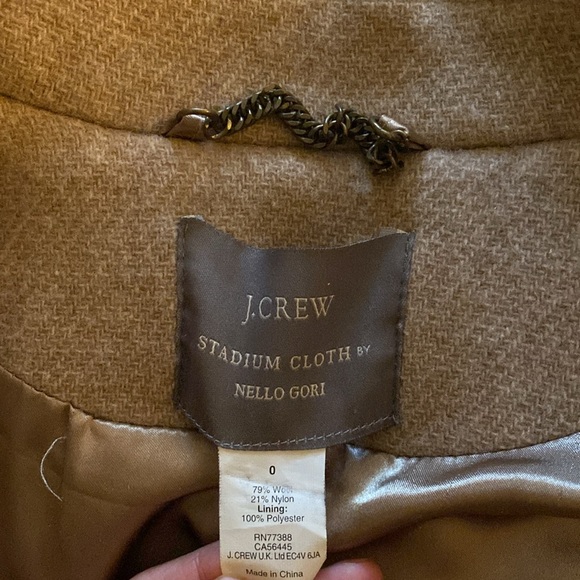 J.CREW
STADIUM CLOTH BY
NELLO GORI
0
79% Wool
21% Nylon
Lining:
100% Polyester
RN77388
CA56445
J.CREW U.K. Ltd EC4V 6JA
Made in China